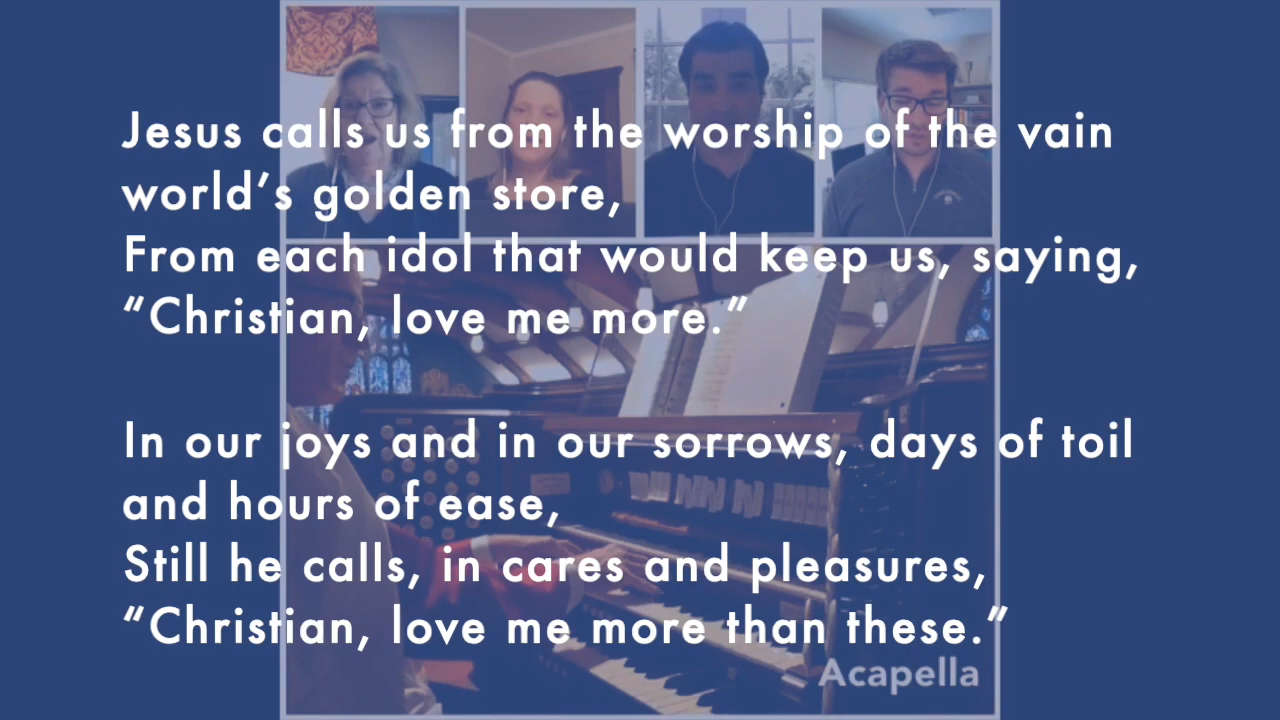 Jesus calls us from the worship of the vain
world’s golden store,
From each idol that would keep us, saying,
“Christian, love me more.”
In our joys and in our sorrows, days of toil
and hours of ease,
Still he calls, in cares and pleasures,
“Christian, love me more than these.”
Acapella